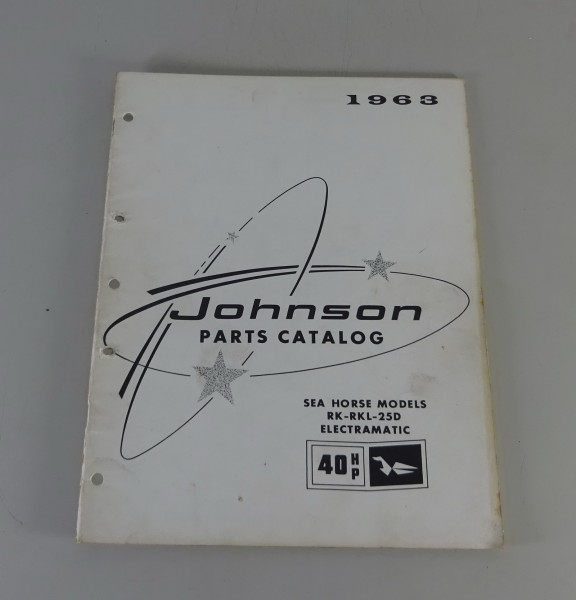 1963
Johnson
PARTS CATALOG
SEA HORSE MODELS
RK-RKL-25D
ELECTRAMATIC
40 HP